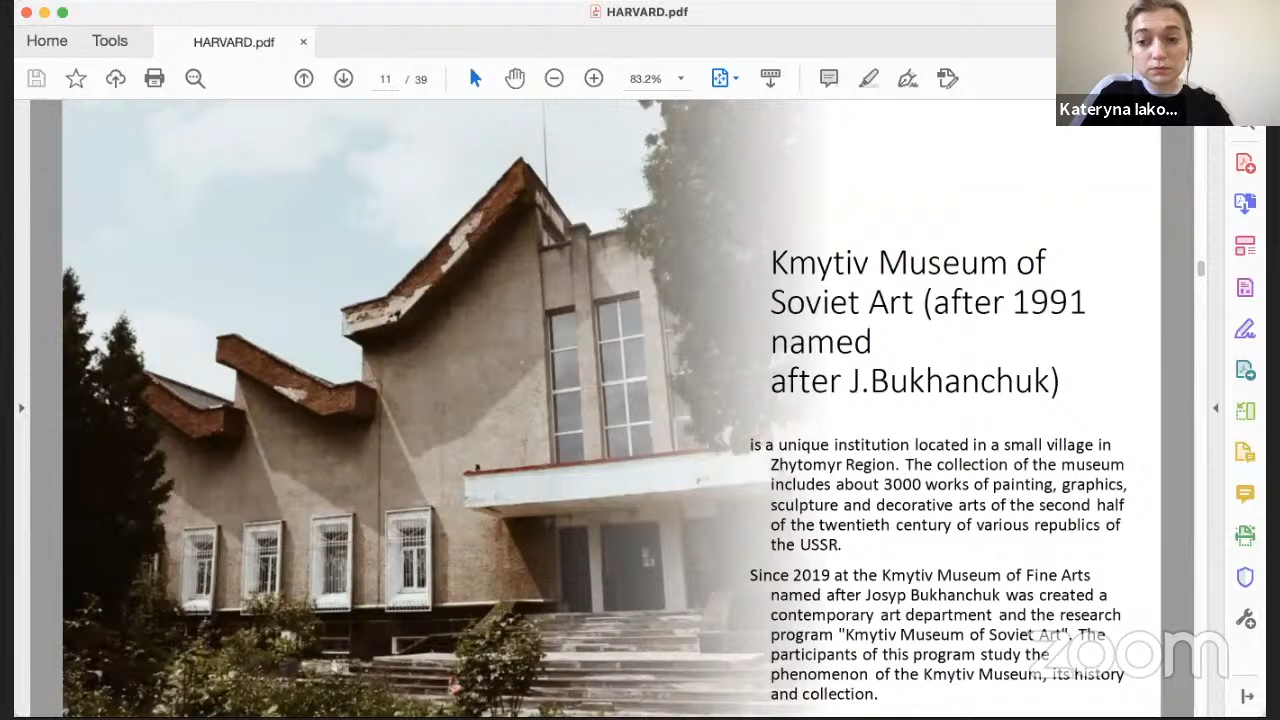 HARVARD.pdf
Home Tools HARVARD.pdf ×
11 / 39 83.2%
Kateryna Iako...
Kmytiv Museum of
Soviet Art (after 1991
named
after J.Bukhanchuk)
is a unique institution located in a small village in
Zhytomyr Region. The collection of the museum
includes about 3000 works of painting, graphics,
sculpture and decorative arts of the second half
of the twentieth century of various republics of
the USSR.
Since 2019 at the Kmytiv Museum of Fine Arts
named after Josyp Bukhanchuk was created a
contemporary art department and the research
program "Kmytiv Museum of Soviet Art". The
participants of this program study the
phenomenon of the Kmytiv Museum, its history
and collection.
zoom